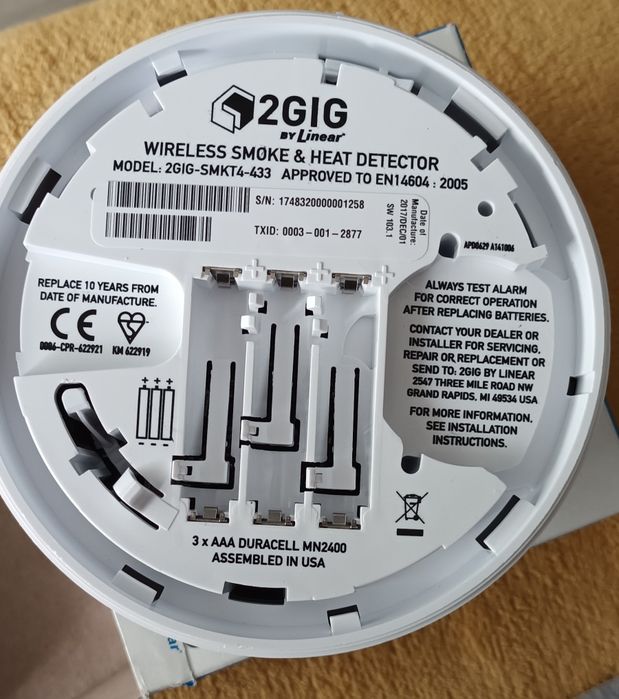 2GIG
BY Linear
WIRELESS SMOKE & HEAT DETECTOR
MODEL: 2GIG-SMKT4-433 APPROVED TO EN14604 : 2005
S/N: 1748320000001258
TXID: 0003-001-2877
Date of
Manufacture:
2017/DEC/01
SW 103.1
APD0629 A141006
REPLACE 10 YEARS FROM
DATE OF MANUFACTURE.
CE
0086-CPR-622921 KM 622919
ALWAYS TEST ALARM
FOR CORRECT OPERATION
AFTER REPLACING BATTERIES.
CONTACT YOUR DEALER OR
INSTALLER FOR SERVICING,
REPAIR OR REPLACEMENT OR
SEND TO: 2GIG BY LINEAR
2547 THREE MILE ROAD NW
GRAND RAPIDS, MI 49534 USA
FOR MORE INFORMATION,
SEE INSTALLATION
INSTRUCTIONS.
+ + +
- - -
3 x AAA DURACELL MN2400
ASSEMBLED IN USA